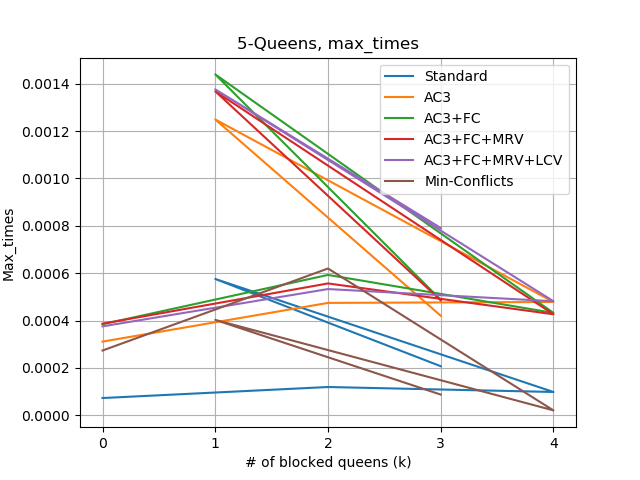 5-Queens, max_times
Max_times
0.0014
0.0012
0.0010
0.0008
0.0006
0.0004
0.0002
0.0000
Standard
AC3
AC3+FC
AC3+FC+MRV
AC3+FC+MRV+LCV
Min-Conflicts
0 1 2 3 4
# of blocked queens (k)